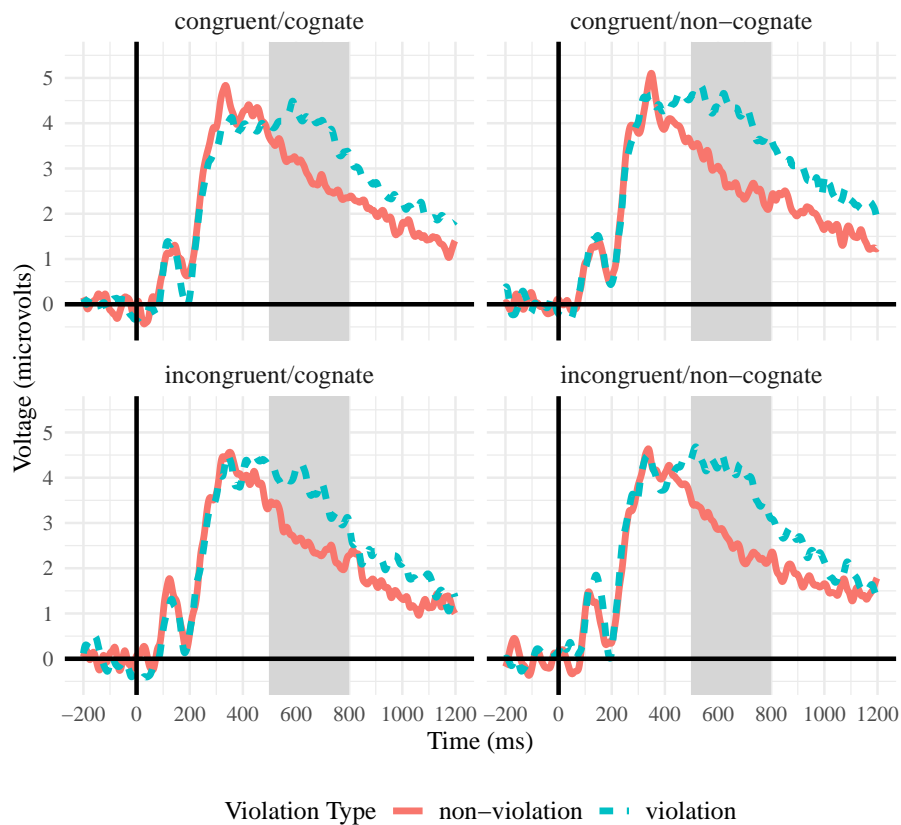 congruent/cognate
congruent/non−cognate
5
4
3
2
1
0
incongruent/cognate
incongruent/non−cognate
5
4
3
2
1
0
Voltage (microvolts)
−200 0 200 400 600 800 1000 1200
−200 0 200 400 600 800 1000 1200
Time (ms)
Violation Type non−violation violation